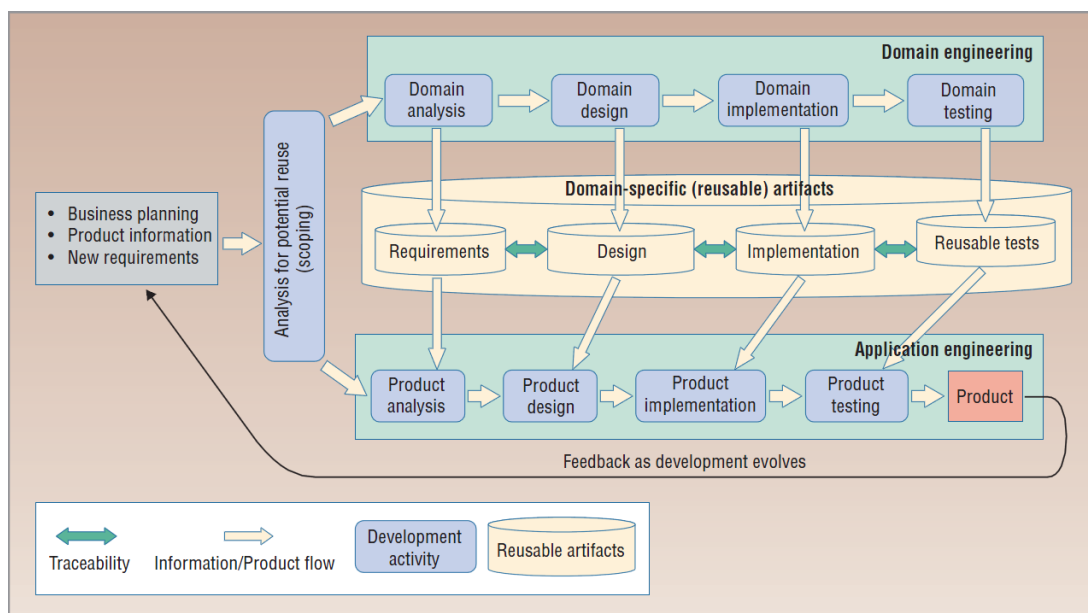 Domain engineering
Domain
analysis
Domain
design
Domain
implementation
Domain
testing
Analysis for potential reuse
(scoping)
• Business planning
• Product information
• New requirements
Domain-specific (reusable) artifacts
Requirements
Design
Implementation
Reusable tests
Application engineering
Product
analysis
Product
design
Product
implementation
Product
testing
Product
Feedback as development evolves
Traceability
Information/Product flow
Development
activity
Reusable artifacts